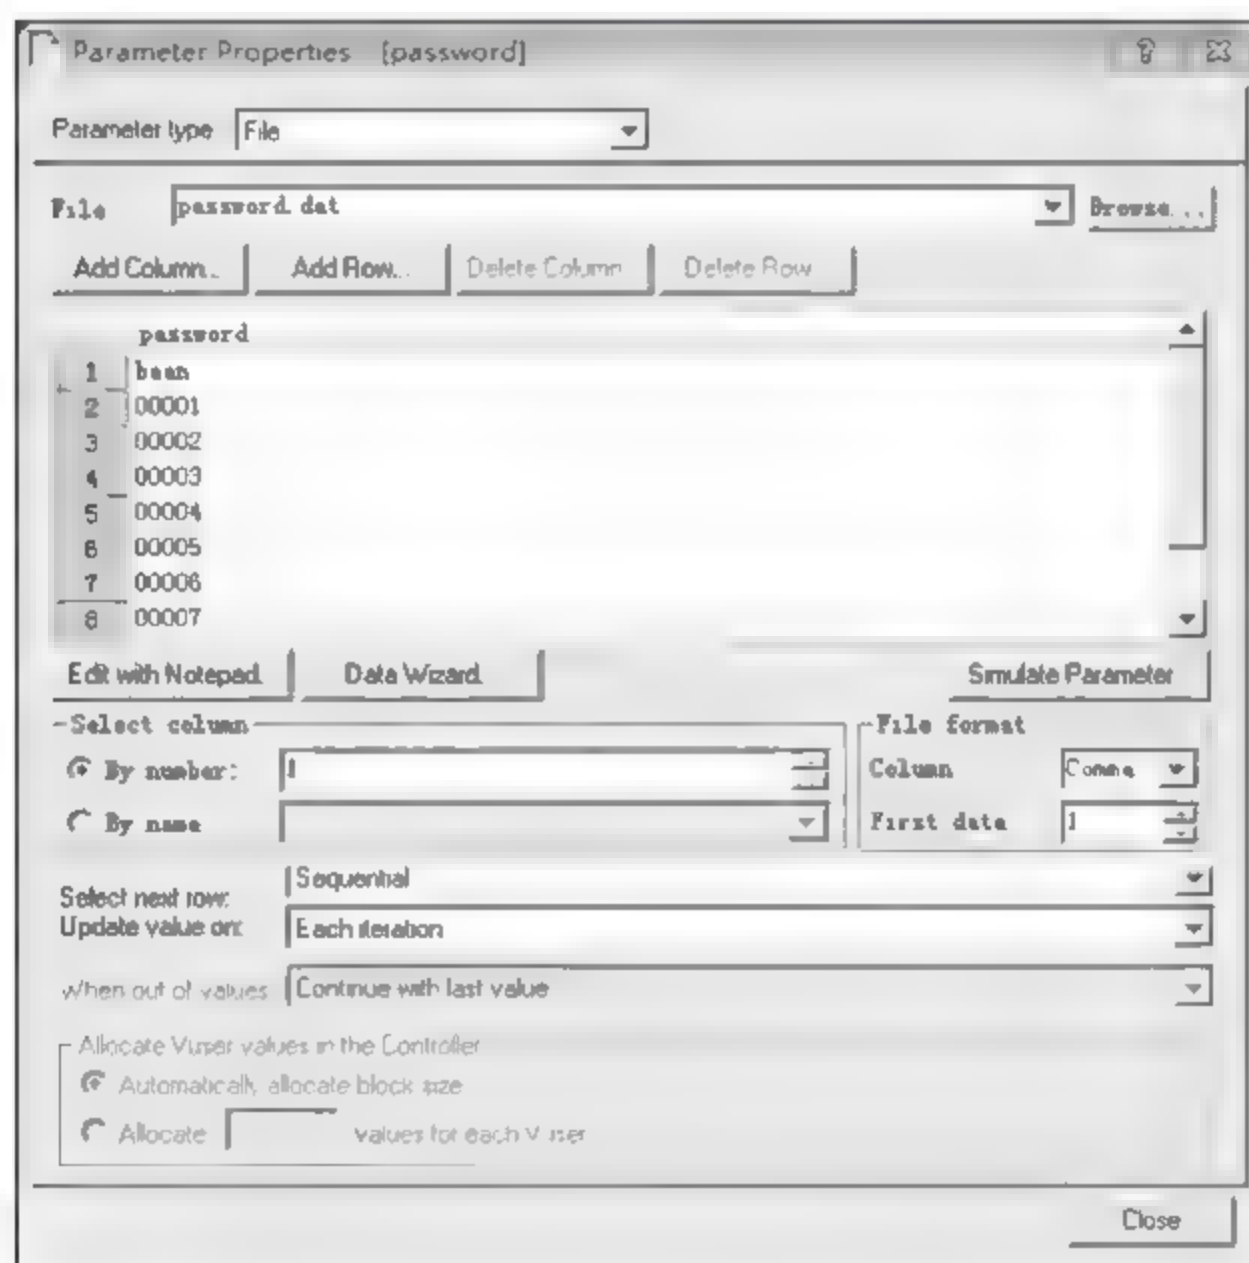 Parameter Properties [password]
Parameter type File
File password.dat Browse...
Add Column... Add Row... Delete Column Delete Row
password
1 bean
2 00001
3 00002
4 00003
5 00004
6 00005
7 00006
8 00007
Edit with Notepad Data Wizard Simulate Parameter
Select column File format
By number: 1 Column Comma
By name First data 1
Select next row: Sequential
Update value on: Each iteration
When out of values Continue with last value
Allocate Vuser values in the Controller
Automatically allocate block size
Allocate values for each Vuser
Close